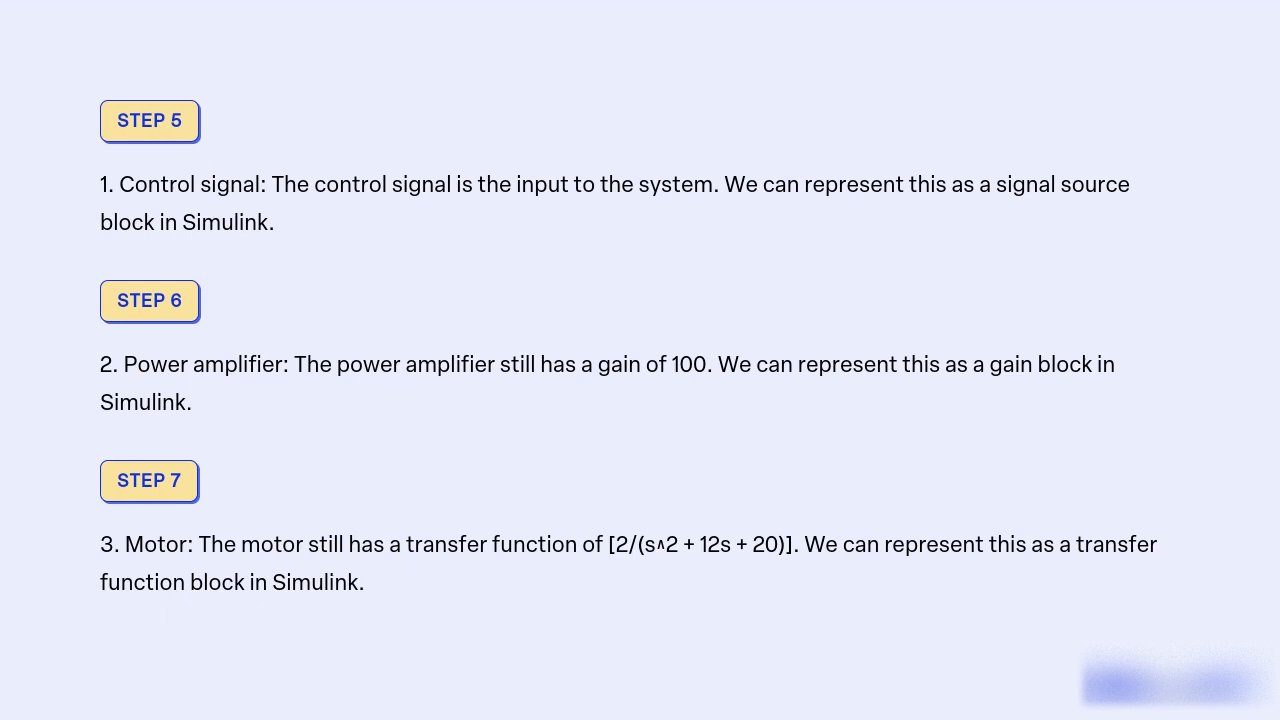 STEP 5
1. Control signal: The control signal is the input to the system. We can represent this as a signal source
block in Simulink.
STEP 6
2. Power amplifier: The power amplifier still has a gain of 100. We can represent this as a gain block in
Simulink.
STEP 7
3. Motor: The motor still has a transfer function of [2/(s^2 + 12s + 20)]. We can represent this as a transfer
function block in Simulink.